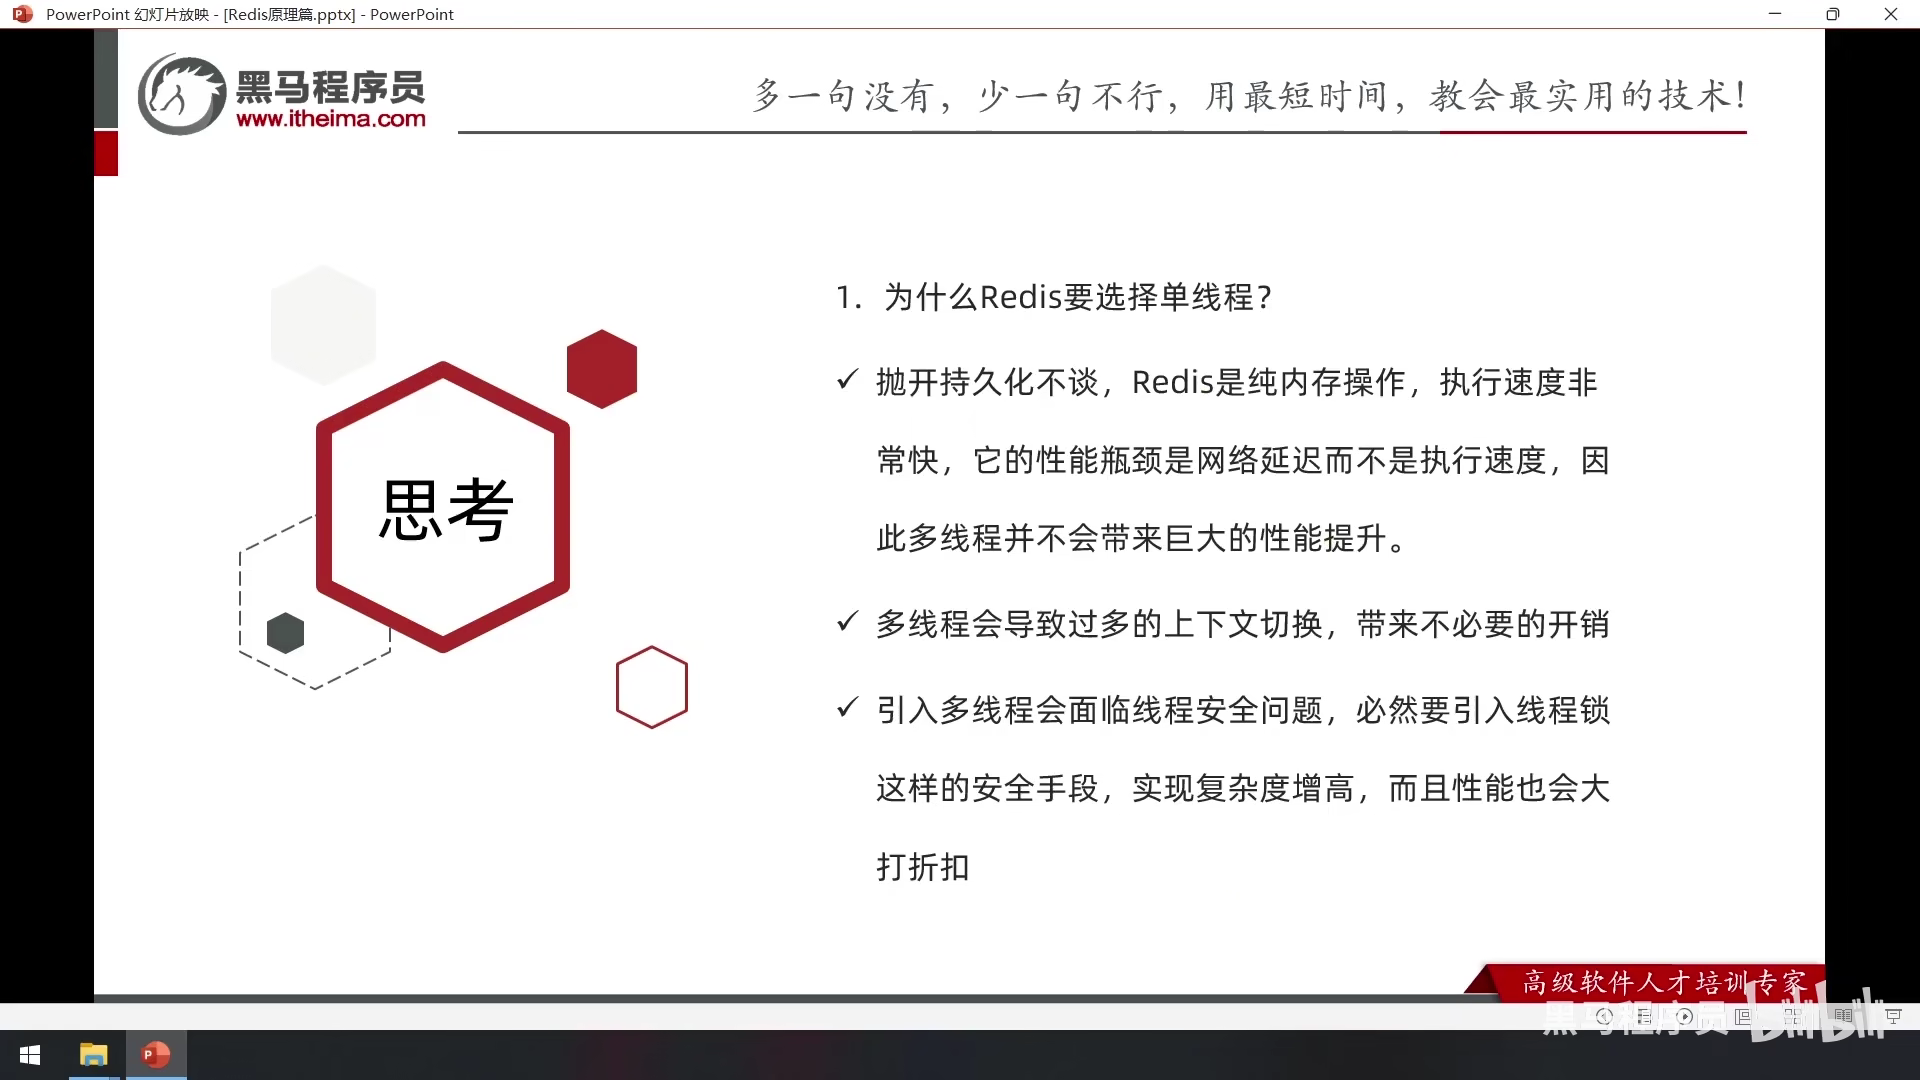 PowerPoint 幻灯片放映 - [Redis原理篇.pptx] - PowerPoint
黑马程序员
www.itheima.com
多一句没有，少一句不行，用最短时间，教会最实用的技术！
思考
1. 为什么Redis要选择单线程？
✓ 抛开持久化不谈，Redis是纯内存操作，执行速度非
常快，它的性能瓶颈是网络延迟而不是执行速度，因
此多线程并不会带来巨大的性能提升。
✓ 多线程会导致过多的上下文切换，带来不必要的开销
✓ 引入多线程会面临线程安全问题，必然要引入线程锁
这样的安全手段，实现复杂度增高，而且性能也会大
打折扣
高级软件人才培训专家
黑马程序员 bilibili